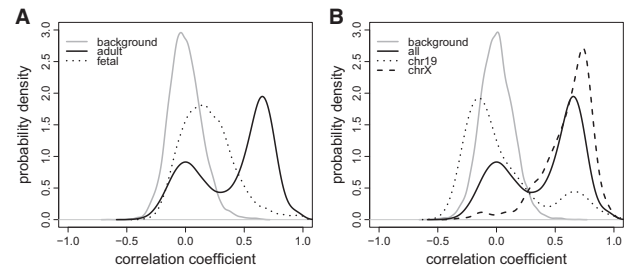 A
background
adult
fetal
probability density
0.0 0.5 1.0 1.5 2.0 2.5 3.0
−1.0 −0.5 0.0 0.5 1.0
correlation coefficient
B
background
all
chr19
chrX
probability density
0.0 0.5 1.0 1.5 2.0 2.5 3.0
−1.0 −0.5 0.0 0.5 1.0
correlation coefficient